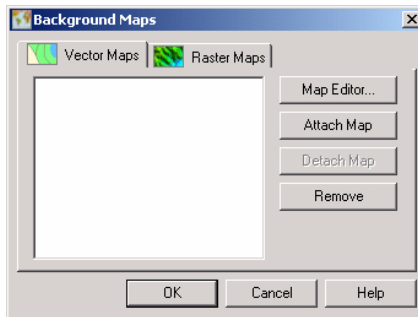 Background Maps
Vector Maps
Raster Maps
Map Editor...
Attach Map
Detach Map
Remove
OK
Cancel
Help